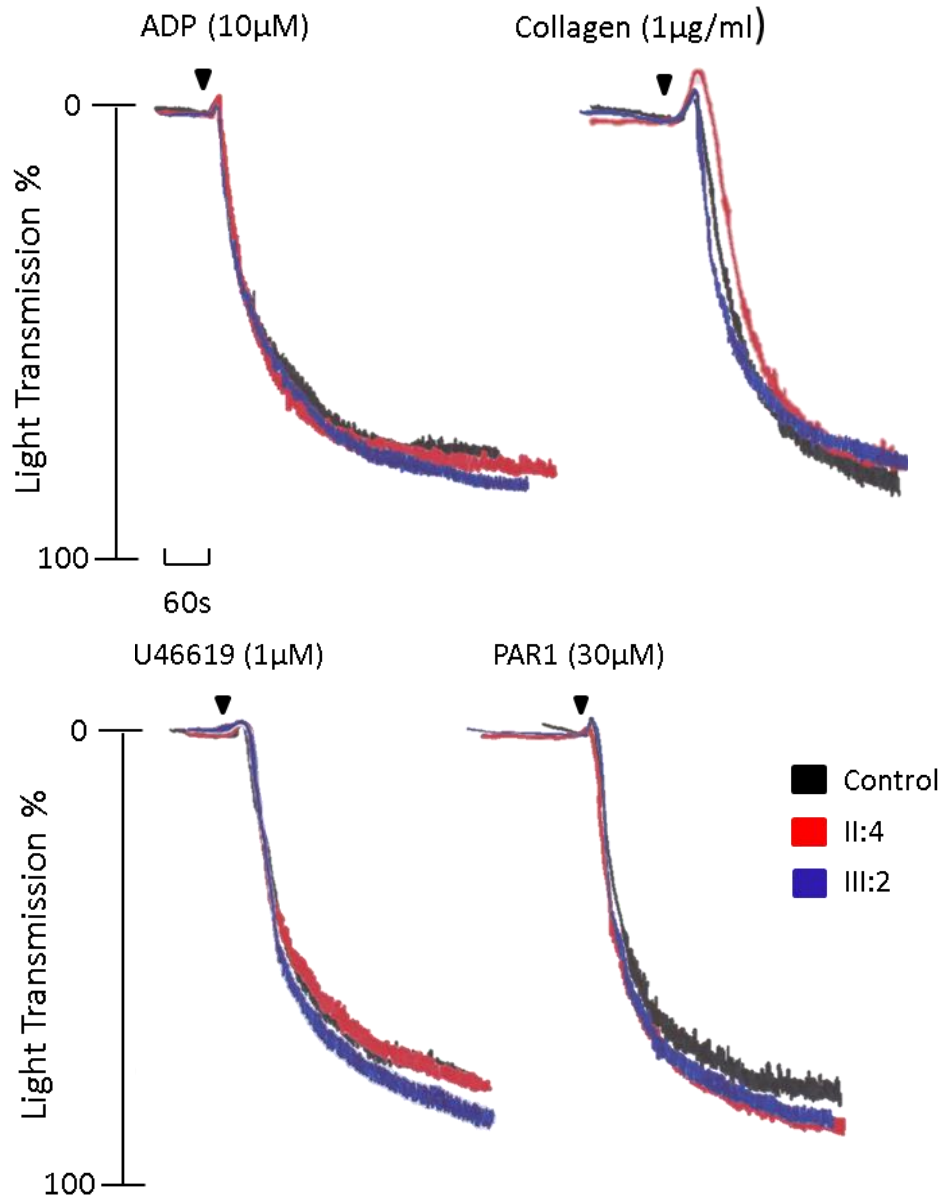 ADP (10µM)
Collagen (1µg/ml)
0
Light Transmission %
100
60s
U46619 (1µM)
PAR1 (30µM)
0
Light Transmission %
100
Control
II:4
III:2